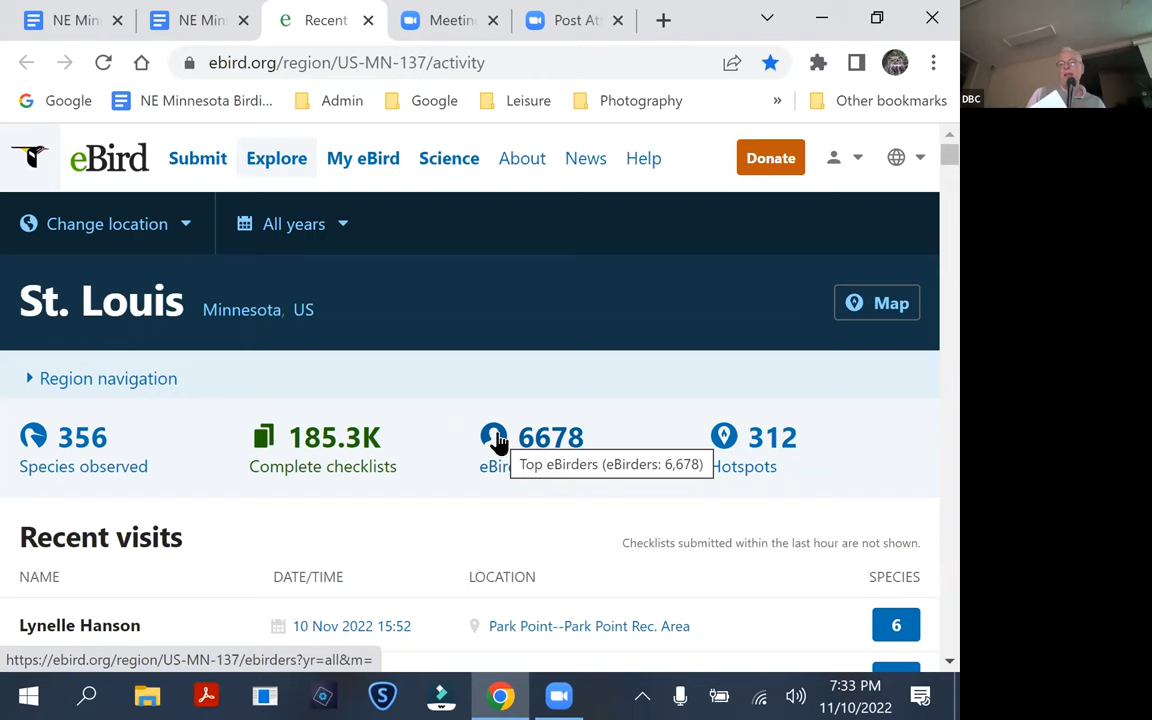 NE Min
NE Min
Recent
Meetin
Post At
ebird.org/region/US-MN-137/activity
Google
NE Minnesota Birdi...
Admin
Google
Leisure
Photography
»
Other bookmarks
DBC
eBird
Submit
Explore
My eBird
Science
About
News
Help
Donate
Change location
All years
St. Louis
Minnesota, US
Map
Region navigation
356
185.3K
6678
312
Species observed
Complete checklists
eBir
Top eBirders (eBirders: 6,678)
Hotspots
Recent visits
Checklists submitted within the last hour are not shown.
NAME
DATE/TIME
LOCATION
SPECIES
Lynelle Hanson
10 Nov 2022 15:52
Park Point--Park Point Rec. Area
6
https://ebird.org/region/US-MN-137/ebirders?yr=all&m=
7:33 PM
11/10/2022